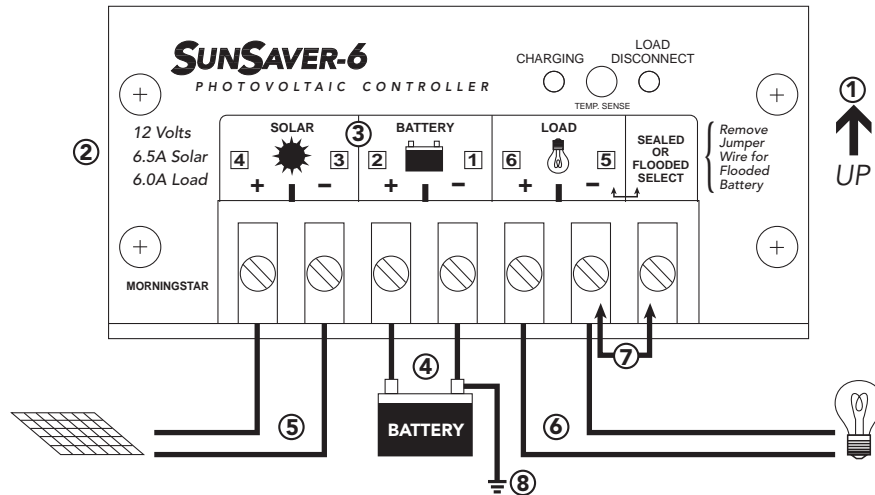 SUNSAVER-6
PHOTOVOLTAIC CONTROLLER
CHARGING
LOAD
DISCONNECT
TEMP. SENSE
1
UP
2
12 Volts
6.5A Solar
6.0A Load
SOLAR
3
BATTERY
LOAD
4 3 2 1 6 5
+ − + − + −
SEALED
OR
FLOODED
SELECT
Remove
Jumper
Wire for
Flooded
Battery
MORNINGSTAR
4
7
5
BATTERY
6
8